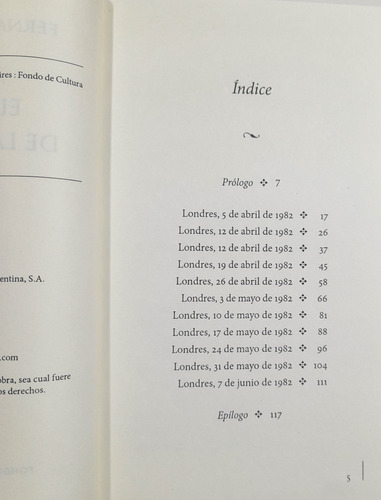 ires : Fondo de Cultura
entina, S.A.
.com
obra, sea cual fuere
os derechos.
Índice
Prólogo ✣ 7
Londres, 5 de abril de 1982 ✣ 17
Londres, 12 de abril de 1982 ✣ 26
Londres, 12 de abril de 1982 ✣ 37
Londres, 19 de abril de 1982 ✣ 45
Londres, 26 de abril de 1982 ✣ 58
Londres, 3 de mayo de 1982 ✣ 66
Londres, 10 de mayo de 1982 ✣ 81
Londres, 17 de mayo de 1982 ✣ 88
Londres, 24 de mayo de 1982 ✣ 96
Londres, 31 de mayo de 1982 ✣ 104
Londres, 7 de junio de 1982 ✣ 111
Epílogo ✣ 117
5